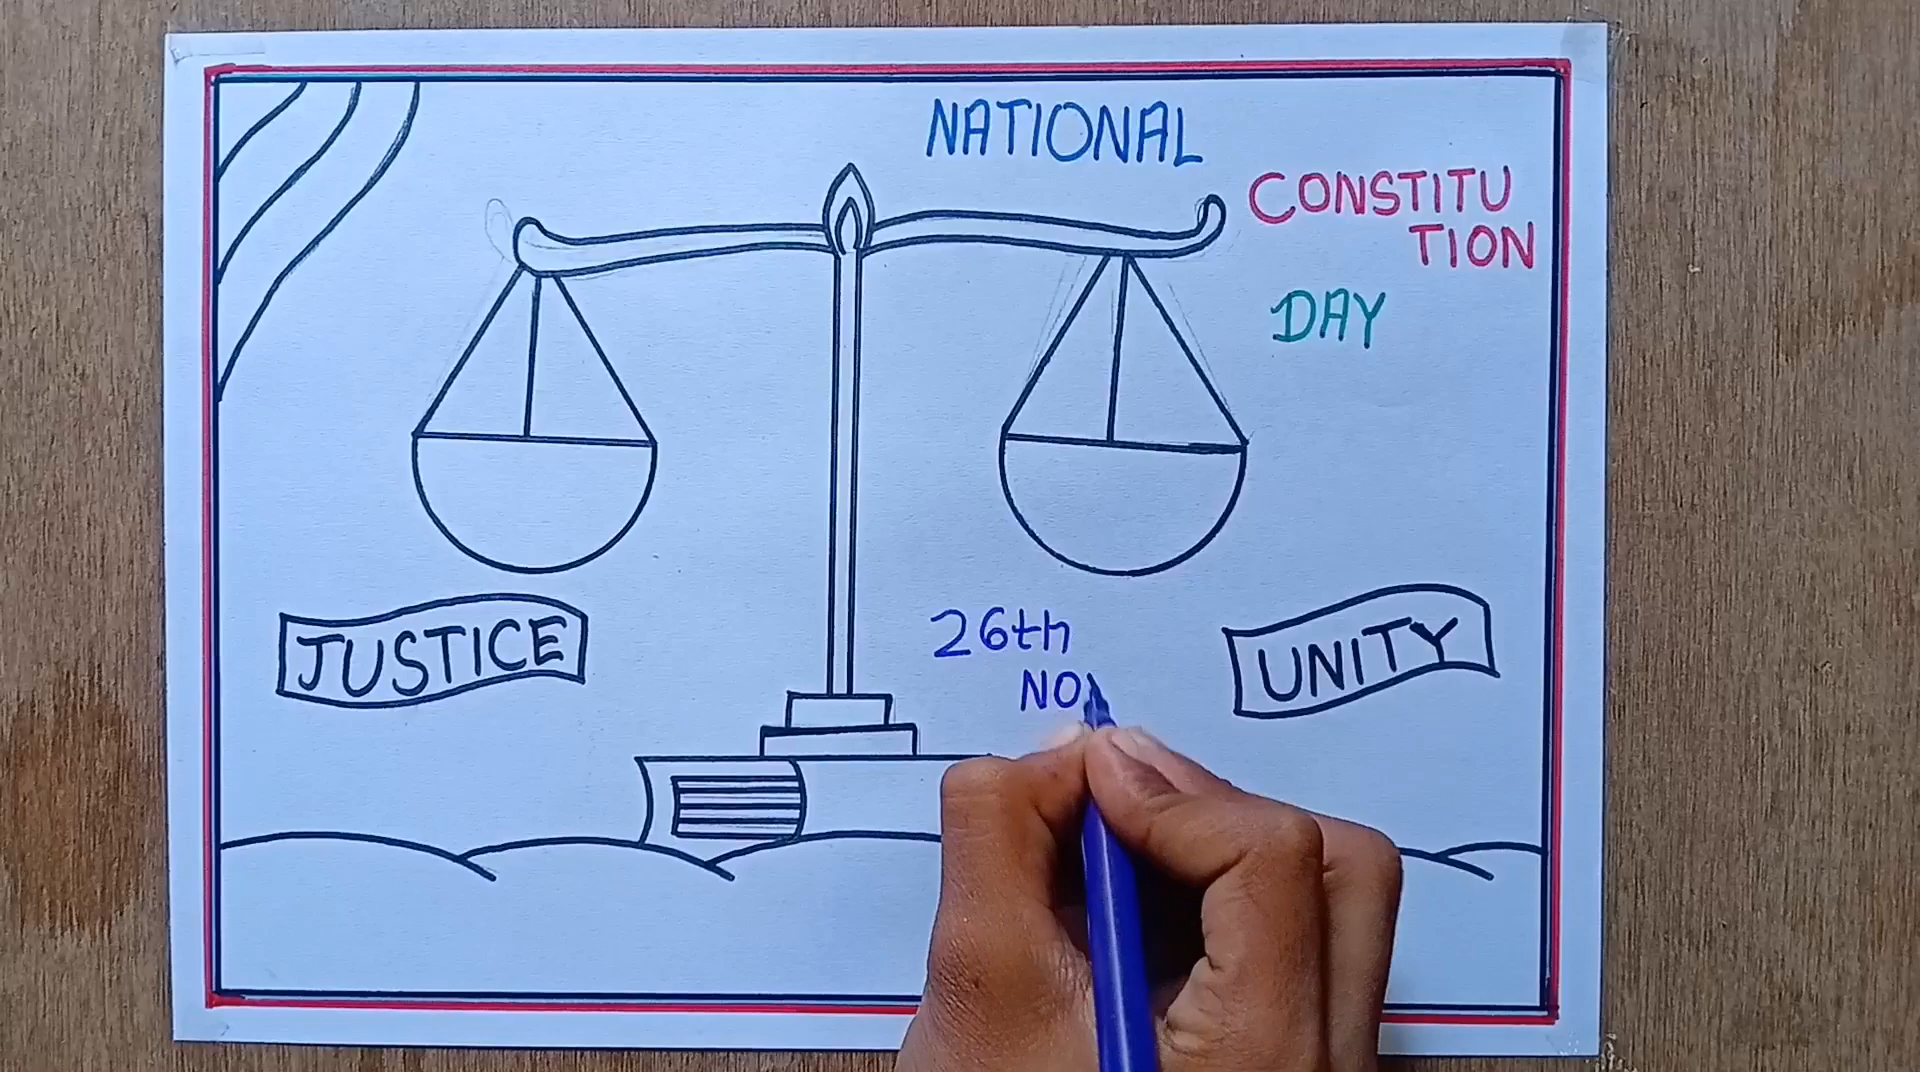 NATIONAL
CONSTITU
TION
DAY
JUSTICE
26th
NO
UNITY